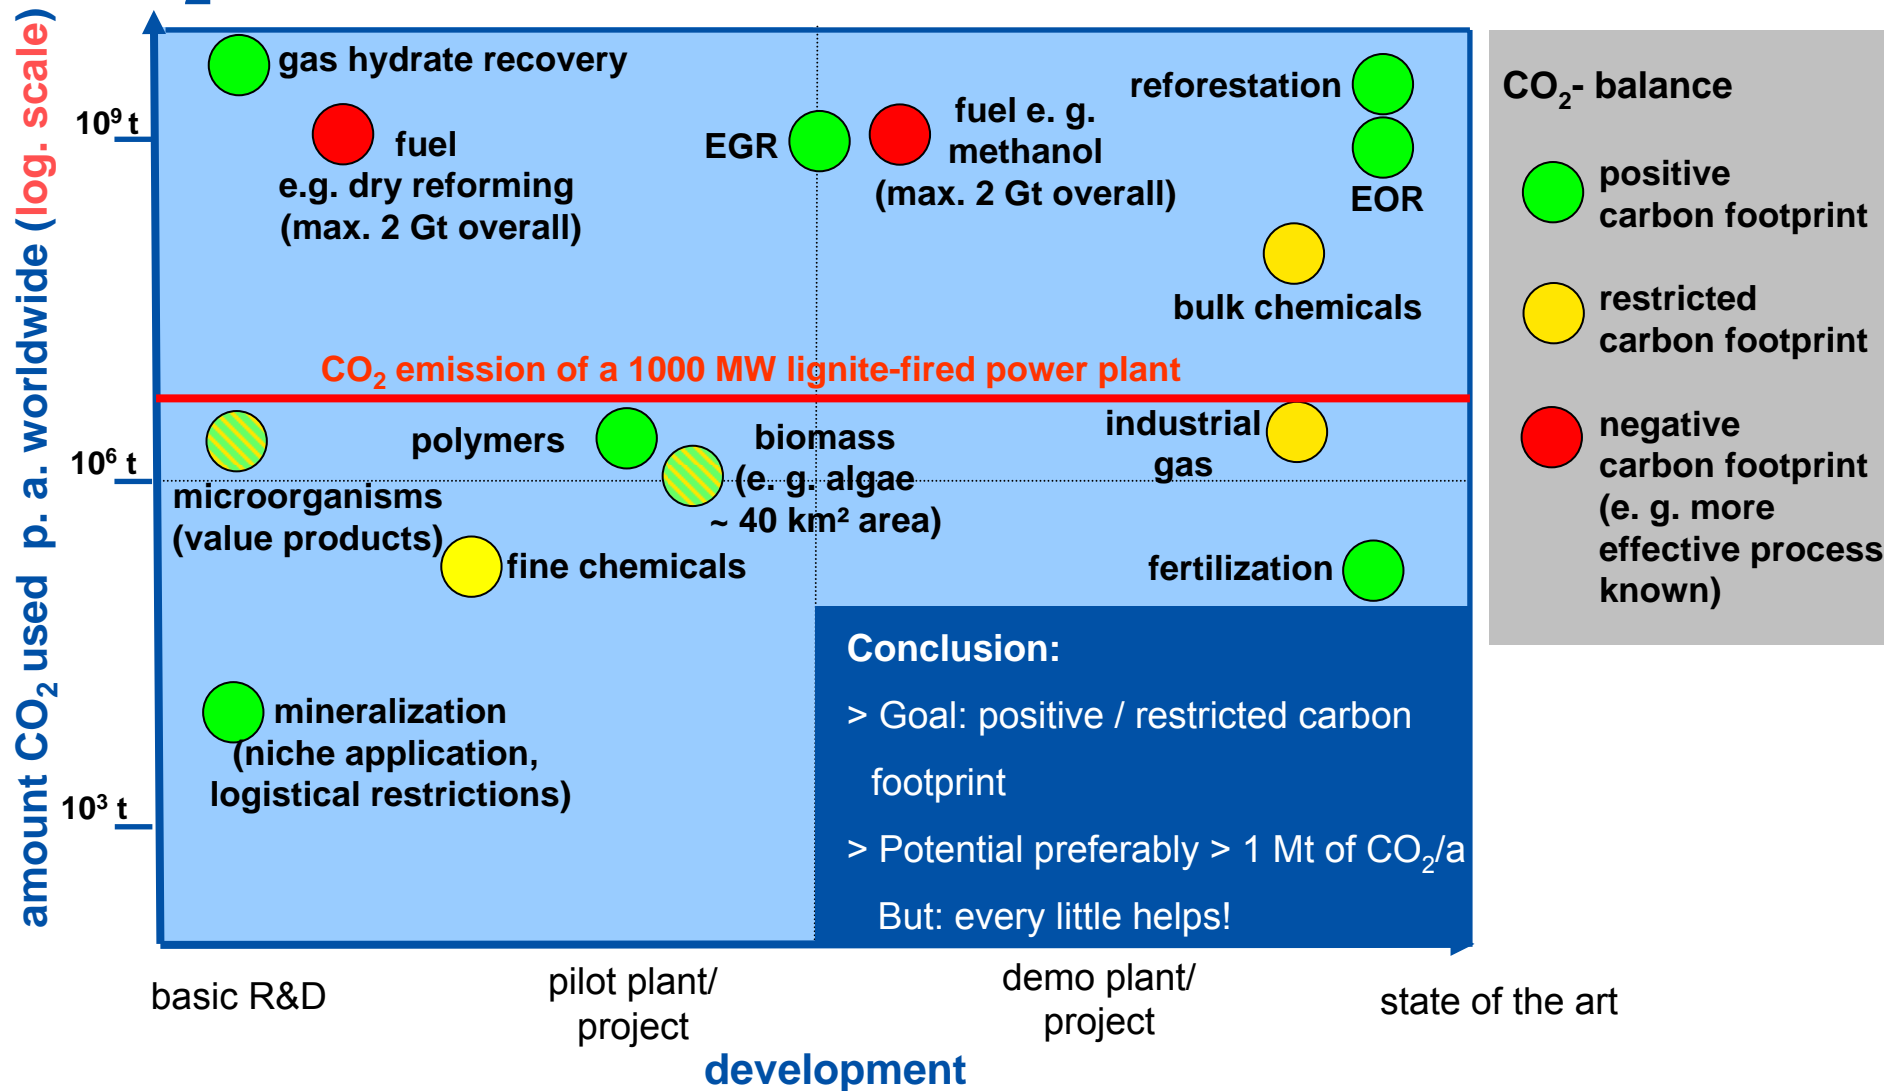 amount CO₂ used p. a. worldwide (log. scale)
10⁹ t
10⁶ t
10³ t
gas hydrate recovery
fuel
e.g. dry reforming
(max. 2 Gt overall)
EGR
fuel e. g.
methanol
(max. 2 Gt overall)
reforestation
EOR
bulk chemicals
CO₂ emission of a 1000 MW lignite-fired power plant
microorganisms
(value products)
polymers
biomass
(e. g. algae
~ 40 km² area)
industrial
gas
fine chemicals
fertilization
mineralization
(niche application,
logistical restrictions)
Conclusion:
> Goal: positive / restricted carbon
footprint
> Potential preferably > 1 Mt of CO₂/a
But: every little helps!
basic R&D
pilot plant/
project
demo plant/
project
state of the art
development
CO₂- balance
positive
carbon footprint
restricted
carbon footprint
negative
carbon footprint
(e. g. more
effective process
known)